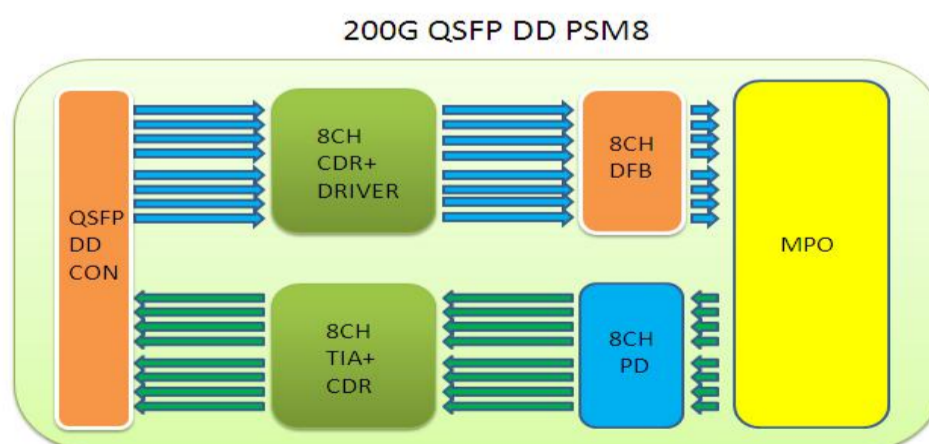 200G QSFP DD PSM8
QSFP
DD
CON
8CH
CDR+
DRIVER
8CH
DFB
MPO
8CH
TIA+
CDR
8CH
PD